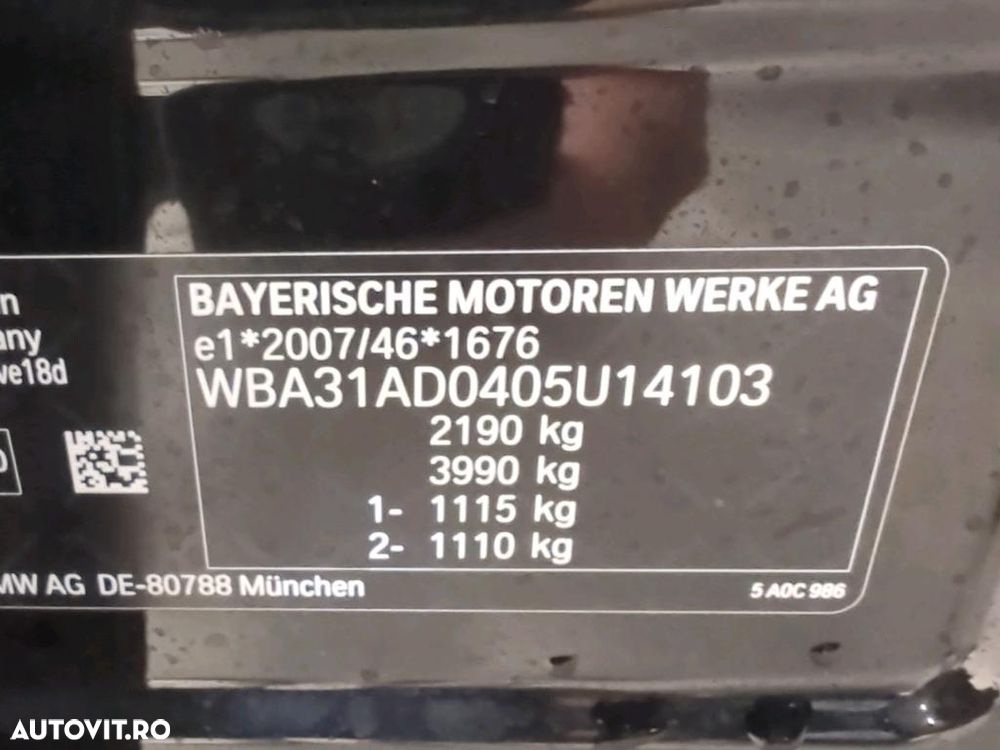 BAYERISCHE MOTOREN WERKE AG
e1*2007/46*1676
WBA31AD0405U14103
2190 kg
3990 kg
1- 1115 kg
2- 1110 kg
n
any
ve18d
MW AG DE-80788 München
5 A0C 986
AUTOVIT.RO